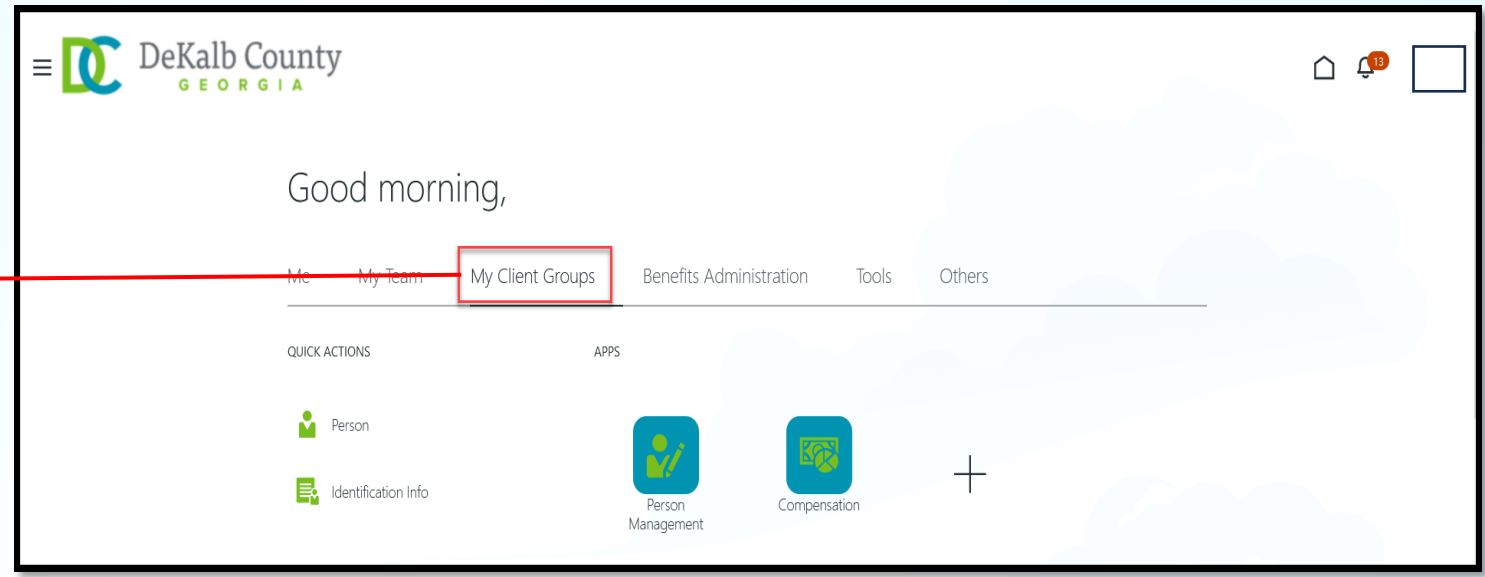 DC DeKalb County
GEORGIA
13
Good morning,
Me My Team My Client Groups Benefits Administration Tools Others
QUICK ACTIONS APPS
Person
Identification Info
Person
Management
Compensation